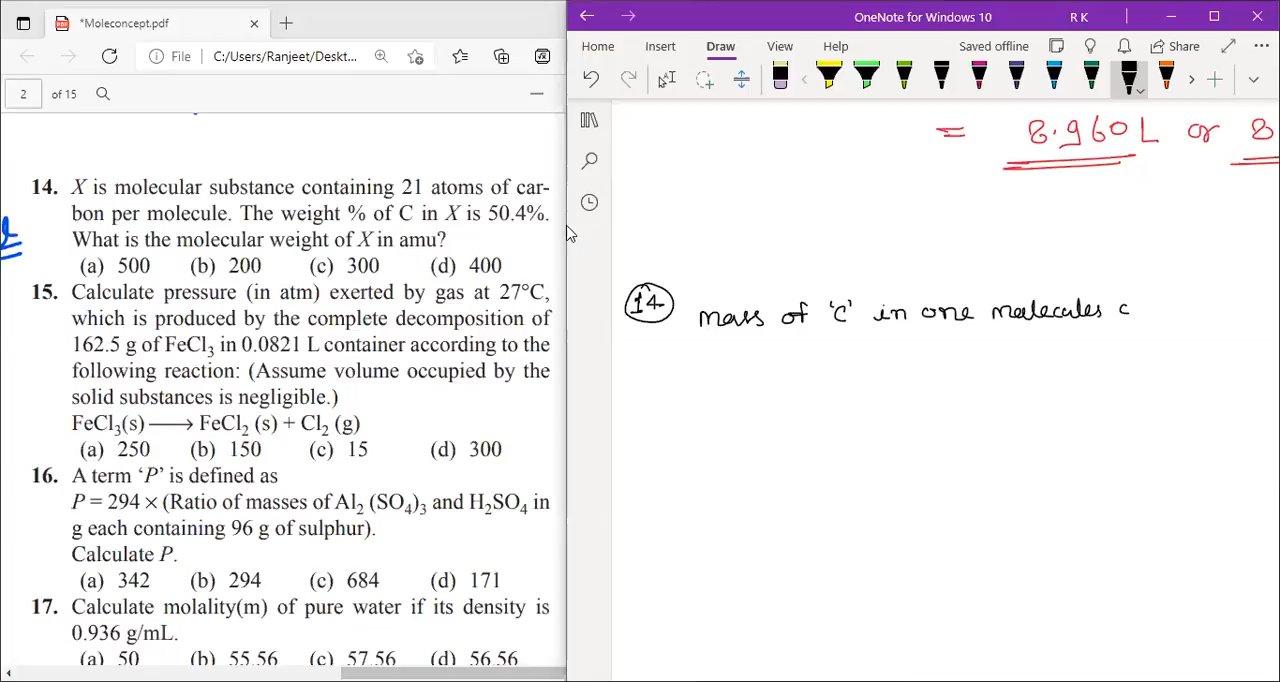 *Moleconcept.pdf
File C:/Users/Ranjeet/Deskt...
2 of 15
14. X is molecular substance containing 21 atoms of car-
bon per molecule. The weight % of C in X is 50.4%.
What is the molecular weight of X in amu?
(a) 500 (b) 200 (c) 300 (d) 400
15. Calculate pressure (in atm) exerted by gas at 27°C,
which is produced by the complete decomposition of
162.5 g of FeCl₃ in 0.0821 L container according to the
following reaction: (Assume volume occupied by the
solid substances is negligible.)
FeCl₃(s) ⟶ FeCl₂ (s) + Cl₂ (g)
(a) 250 (b) 150 (c) 15 (d) 300
16. A term ‘P’ is defined as
P = 294 × (Ratio of masses of Al₂ (SO₄)₃ and H₂SO₄ in
g each containing 96 g of sulphur).
Calculate P.
(a) 342 (b) 294 (c) 684 (d) 171
17. Calculate molality(m) of pure water if its density is
0.936 g/mL.
(a) 50 (b) 55.56 (c) 57.56 (d) 56.56
OneNote for Windows 10 R K
Home Insert Draw View Help Saved offline Share
= 8.960 L or 8
14 mass of 'C' in one molecules c